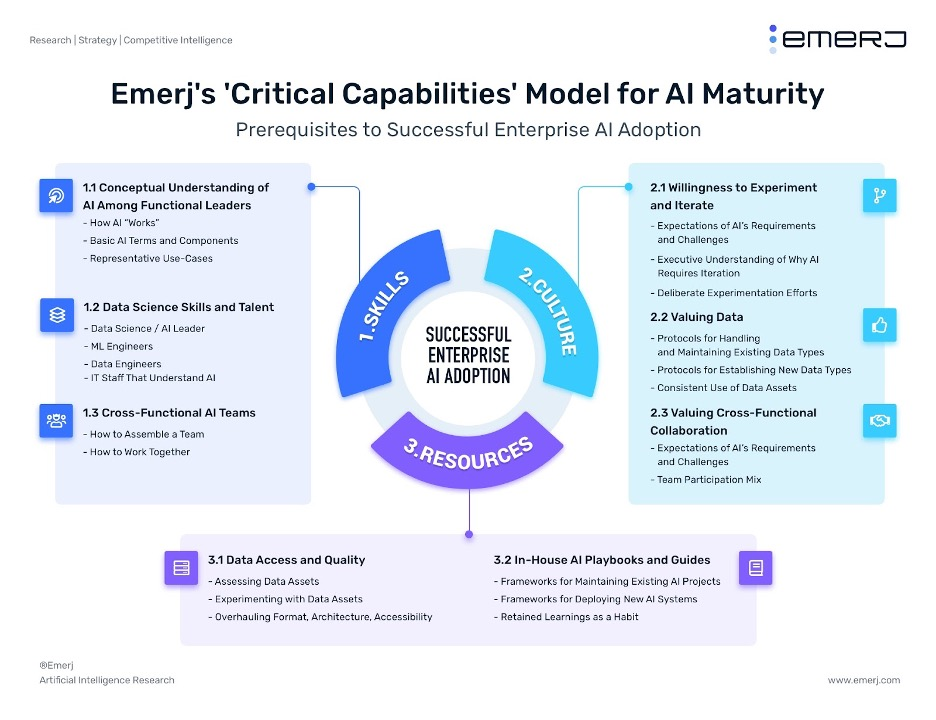 Research | Strategy | Competitive Intelligence
emerj
Emerj's 'Critical Capabilities' Model for AI Maturity
Prerequisites to Successful Enterprise AI Adoption
1.1 Conceptual Understanding of
AI Among Functional Leaders
- How AI “Works”
- Basic AI Terms and Components
- Representative Use-Cases
1.2 Data Science Skills and Talent
- Data Science / AI Leader
- ML Engineers
- Data Engineers
- IT Staff That Understand AI
1.3 Cross-Functional AI Teams
- How to Assemble a Team
- How to Work Together
1.SKILLS
2.CULTURE
3.RESOURCES
SUCCESSFUL
ENTERPRISE
AI ADOPTION
2.1 Willingness to Experiment
and Iterate
- Expectations of AI’s Requirements
and Challenges
- Executive Understanding of Why AI
Requires Iteration
- Deliberate Experimentation Efforts
2.2 Valuing Data
- Protocols for Handling
and Maintaining Existing Data Types
- Protocols for Establishing New Data Types
- Consistent Use of Data Assets
2.3 Valuing Cross-Functional
Collaboration
- Expectations of AI’s Requirements
and Challenges
- Team Participation Mix
3.1 Data Access and Quality
- Assessing Data Assets
- Experimenting with Data Assets
- Overhauling Format, Architecture, Accessibility
3.2 In-House AI Playbooks and Guides
- Frameworks for Maintaining Existing AI Projects
- Frameworks for Deploying New AI Systems
- Retained Learnings as a Habit
®Emerj
Artificial Intelligence Research
www.emerj.com